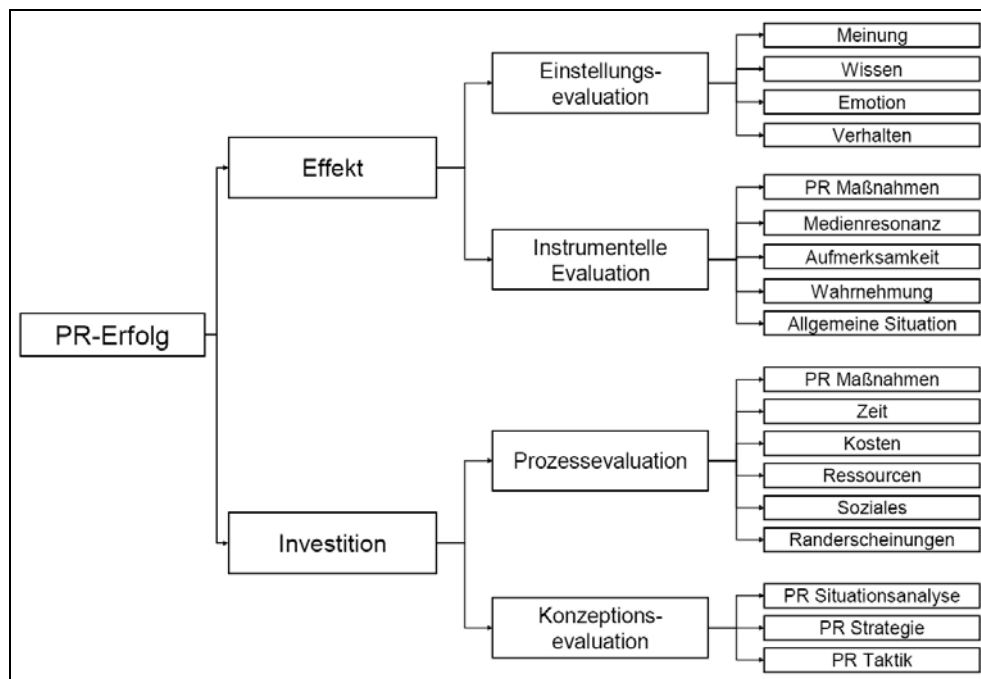 PR-Erfolg
Effekt
Einstellungs-
evaluation
Meinung
Wissen
Emotion
Verhalten
Instrumentelle
Evaluation
PR Maßnahmen
Medienresonanz
Aufmerksamkeit
Wahrnehmung
Allgemeine Situation
Investition
Prozessevaluation
PR Maßnahmen
Zeit
Kosten
Ressourcen
Soziales
Randerscheinungen
Konzeptions-
evaluation
PR Situationsanalyse
PR Strategie
PR Taktik